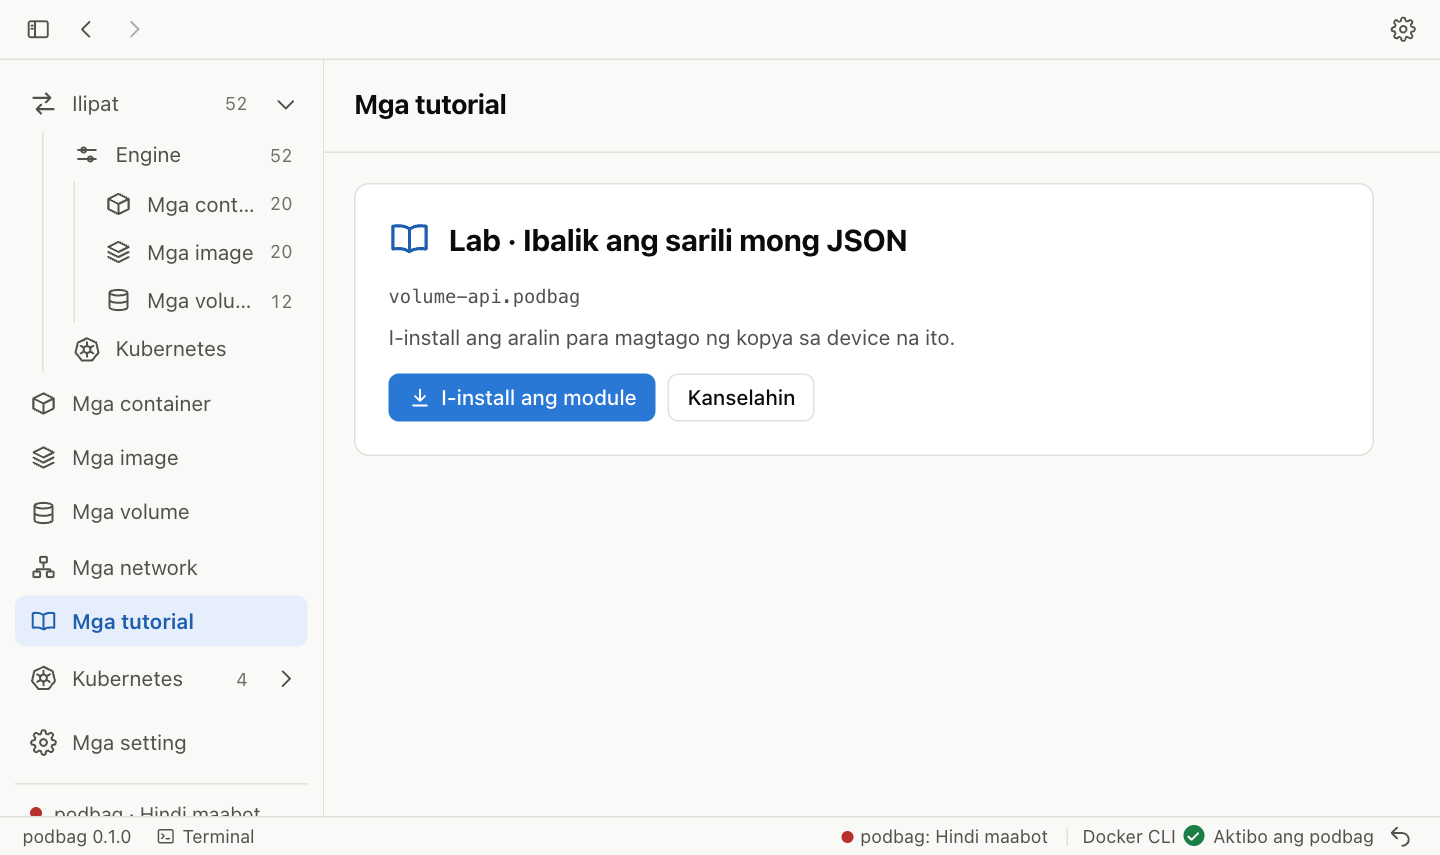 Ilipat 52
Engine 52
Mga cont... 20
Mga image 20
Mga volu... 12
Kubernetes
Mga container
Mga image
Mga volume
Mga network
Mga tutorial
Kubernetes 4
Mga setting
podbag · Hindi maabot
Mga tutorial
Lab · Ibalik ang sarili mong JSON
volume-api.podbag
I-install ang aralin para magtago ng kopya sa device na ito.
I-install ang module
Kanselahin
podbag 0.1.0
Terminal
podbag: Hindi maabot
Docker CLI
Aktibo ang podbag